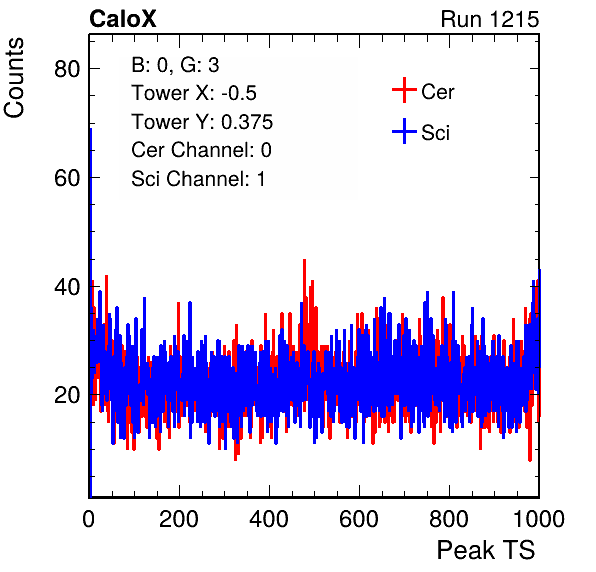 CaloX Run 1215
Counts
80
60
40
20
B: 0, G: 3
Tower X: -0.5
Tower Y: 0.375
Cer Channel: 0
Sci Channel: 1
Cer
Sci
0 200 400 600 800 1000
Peak TS